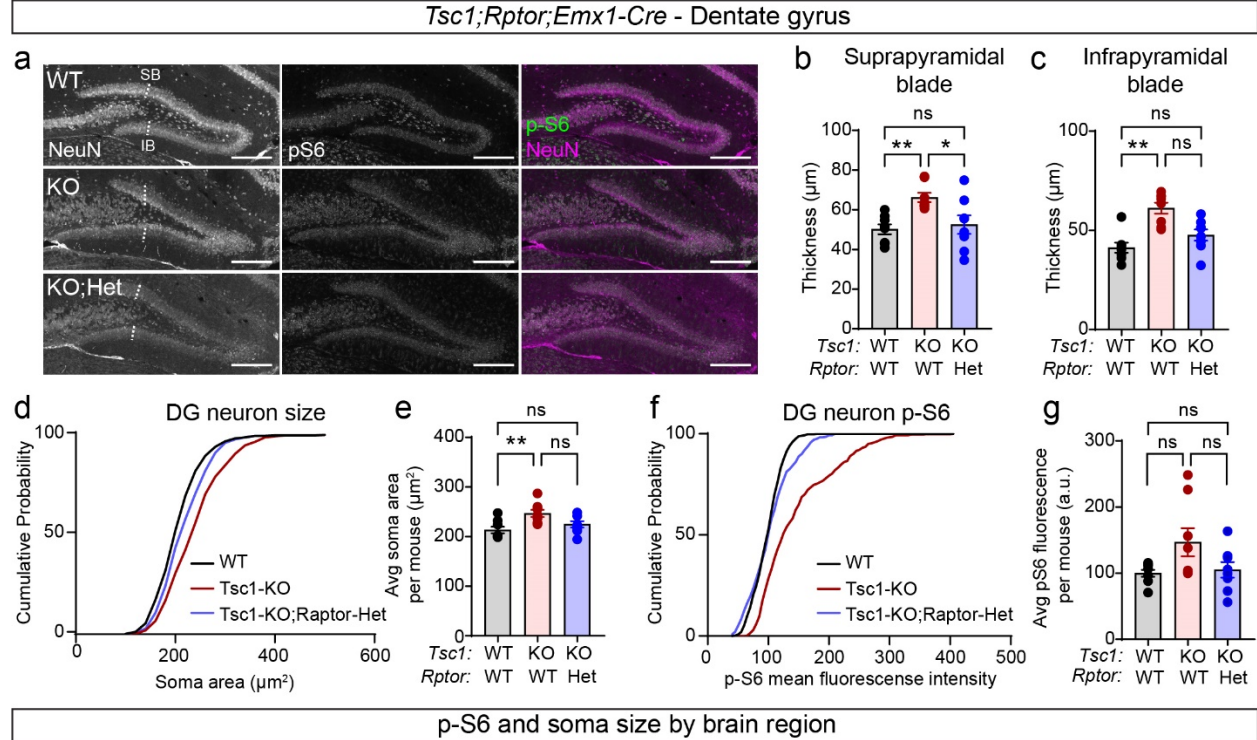 Tsc1;Rptor;Emx1-Cre - Dentate gyrus
a
WT
SB
IB
NeuN
pS6
p-S6
NeuN
KO
KO;Het
b
Suprapyramidal
blade
ns
**
*
Thickness (µm)
100
80
60
40
20
0
Tsc1: WT KO KO
Rptor: WT WT Het
c
Infrapyramidal
blade
ns
**
ns
Thickness (µm)
100
50
0
Tsc1: WT KO KO
Rptor: WT WT Het
d
DG neuron size
Cumulative Probability
100
50
0
WT
Tsc1-KO
Tsc1-KO;Raptor-Het
0 200 400 600
Soma area (µm²)
e
ns
**
ns
Avg soma area
per mouse (µm²)
400
300
200
100
0
Tsc1: WT KO KO
Rptor: WT WT Het
f
DG neuron p-S6
Cumulative Probability
100
50
0
WT
Tsc1-KO
Tsc1-KO;Raptor-Het
0 100 200 300 400 500
p-S6 mean fluorescense intensity
g
ns
ns
ns
Avg pS6 fluorescence
per mouse (a.u.)
300
200
100
0
Tsc1: WT KO KO
Rptor: WT WT Het
p-S6 and soma size by brain region